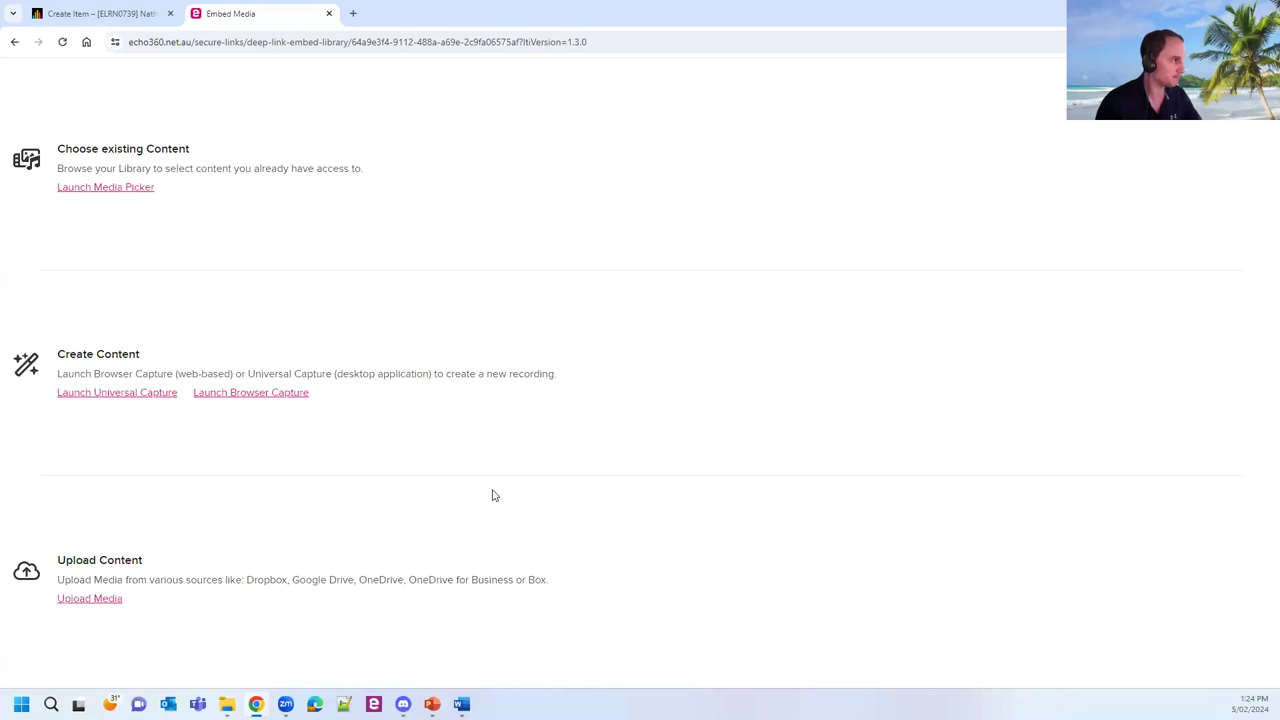 Create Item - [ELRN0739] Nath
Embed Media
echo360.net.au/secure-links/deep-link-embed-library/64a9e3f4-9112-488a-a69e-2c9fa06575af?ltiVersion=1.3.0
Choose existing Content
Browse your Library to select content you already have access to.
Launch Media Picker
Create Content
Launch Browser Capture (web-based) or Universal Capture (desktop application) to create a new recording.
Launch Universal Capture Launch Browser Capture
Upload Content
Upload Media from various sources like: Dropbox, Google Drive, OneDrive, OneDrive for Business or Box.
Upload Media
31°
zm
1:24 PM
5/02/2024